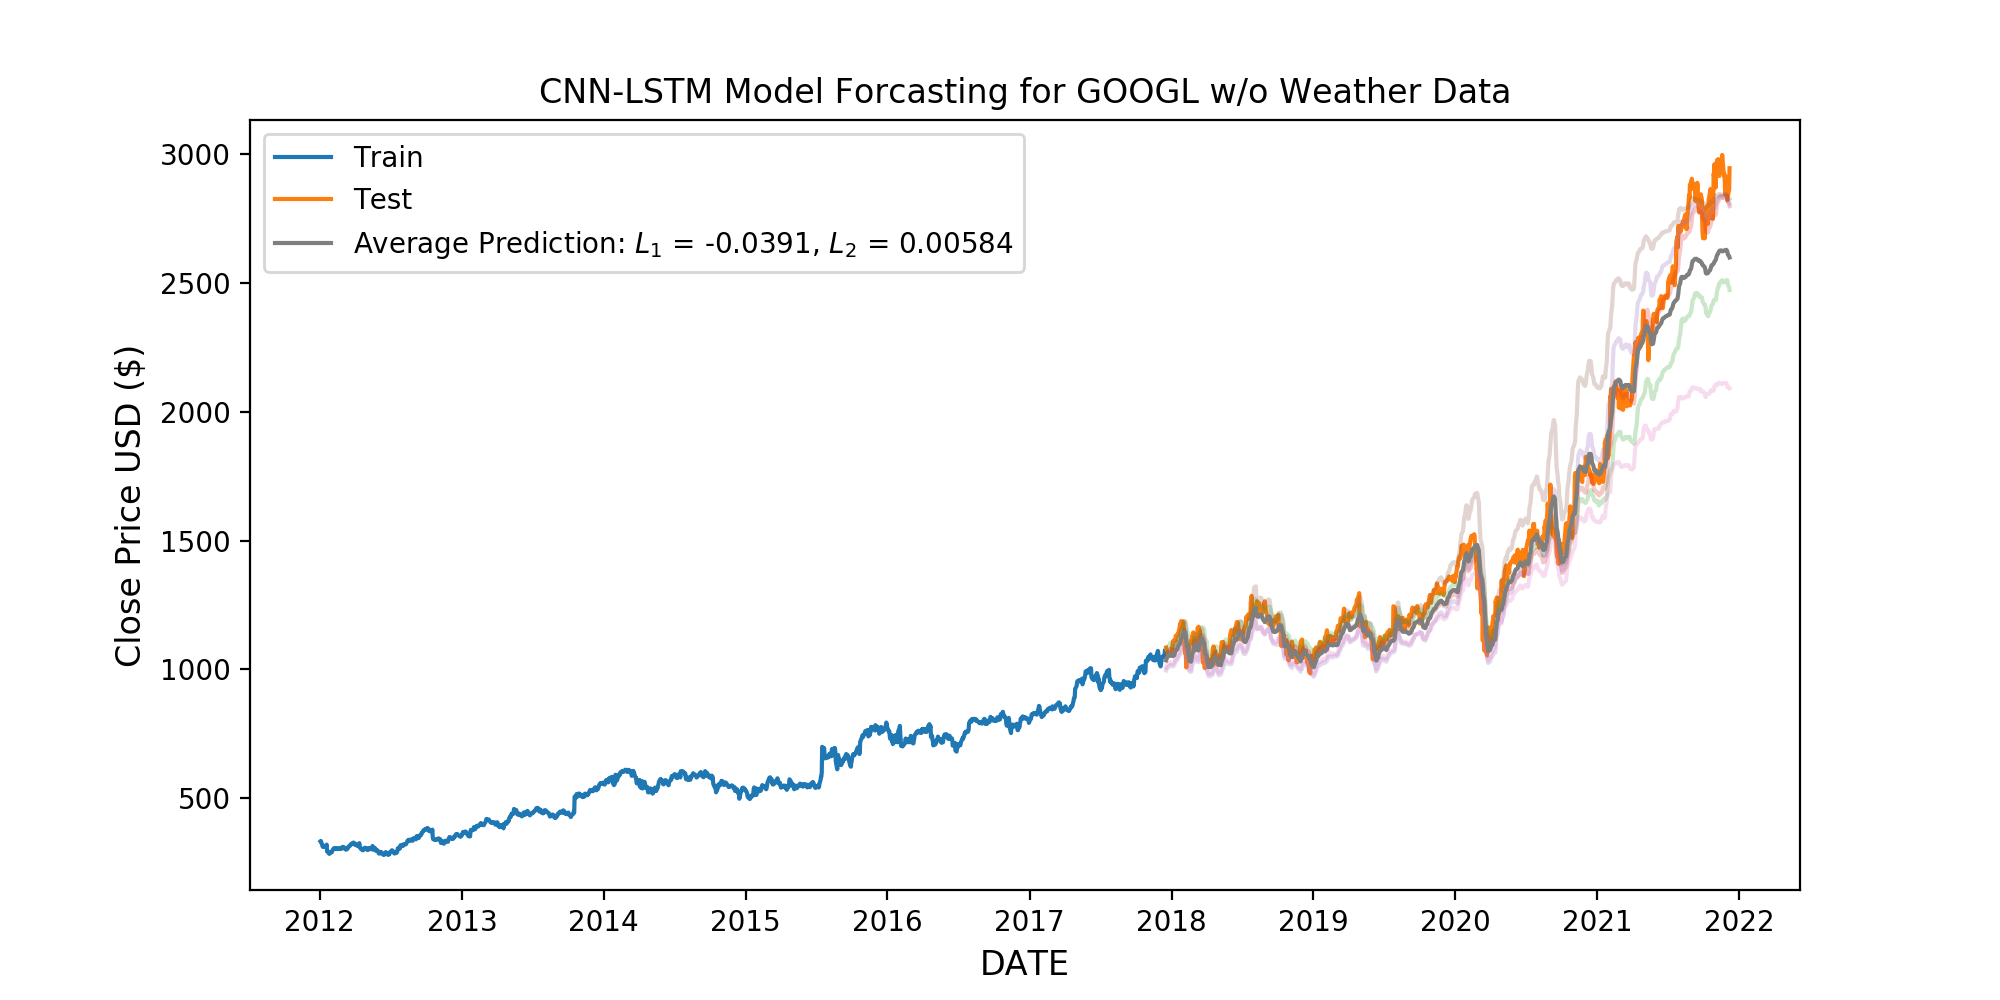 CNN-LSTM Model Forcasting for GOOGL w/o Weather Data
Train
Test
Average Prediction: L₁ = -0.0391, L₂ = 0.00584
Close Price USD ($)
3000
2500
2000
1500
1000
500
2012 2013 2014 2015 2016 2017 2018 2019 2020 2021 2022
DATE